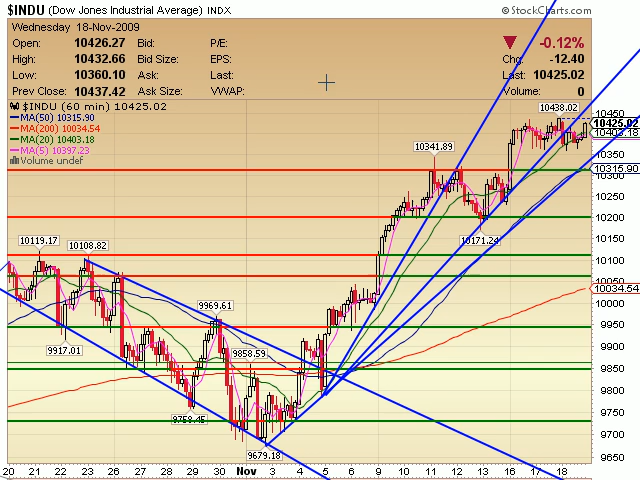 $INDU (Dow Jones Industrial Average) INDX
© StockCharts.com
Wednesday 18-Nov-2009
Open: 10426.27 Bid: P/E: ▼ -0.12%
High: 10432.66 Bid Size: EPS: Chg: -12.40
Low: 10360.10 Ask: Last: Last: 10425.02
Prev Close: 10437.42 Ask Size: VWAP: Volume: 0
$INDU (60 min) 10425.02
MA(50) 10315.90
MA(200) 10034.54
MA(20) 10403.18
MA(5) 10397.23
Volume undef
10438.02
10341.89
10171.24
10119.17
10108.82
9969.61
9917.01
9858.59
9758.45
9679.18
10450
10425.02
10403.18
10350
10315.90
10300
10250
10200
10150
10100
10050
10034.54
10000
9950
9900
9850
9800
9750
9700
9650
20 21 22 23 26 27 28 29 30 Nov 3 4 5 6 9 10 11 12 13 16 17 18